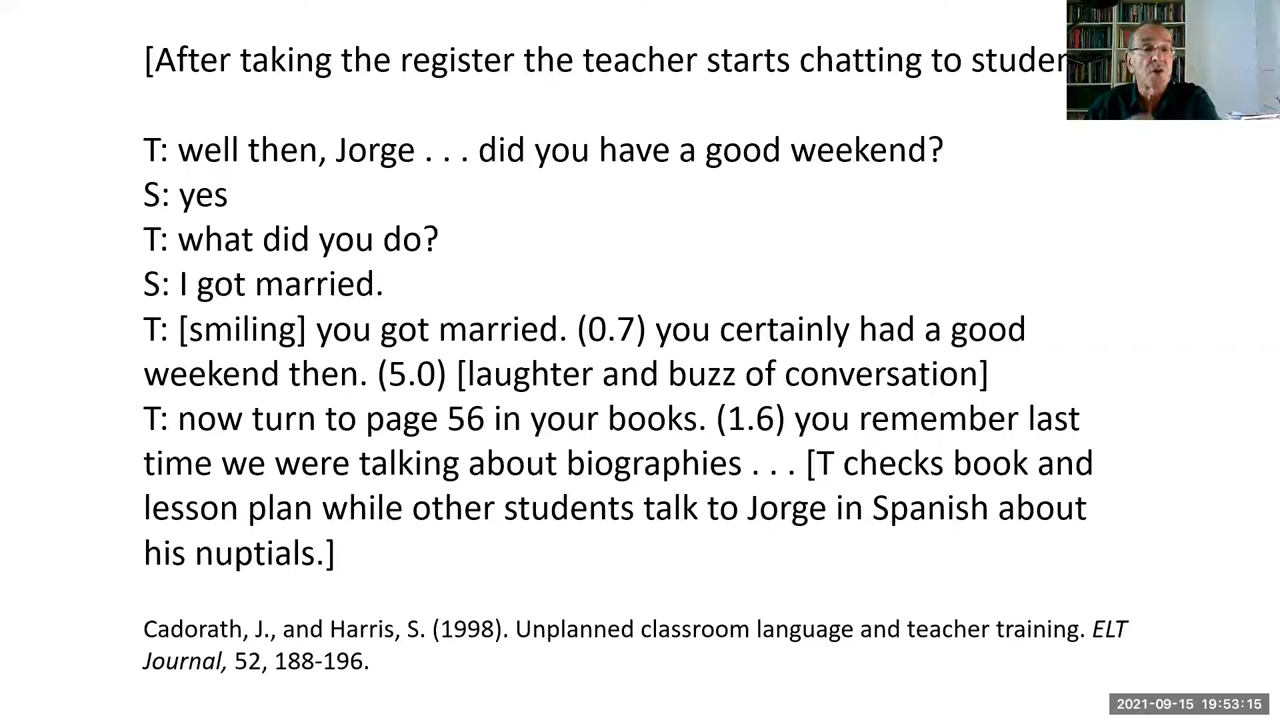 [After taking the register the teacher starts chatting to
T: well then, Jorge . . . did you have a good weekend?
S: yes
T: what did you do?
S: I got married.
T: [smiling] you got married. (0.7) you certainly had a good
weekend then. (5.0) [laughter and buzz of conversation]
T: now turn to page 56 in your books. (1.6) you remember last
time we were talking about biographies . . . [T checks book and
lesson plan while other students talk to Jorge in Spanish about
his nuptials.]
Cadorath, J., and Harris, S. (1998). Unplanned classroom language and teacher training. ELT
Journal, 52, 188-196.
2021-09-15 19:53:15